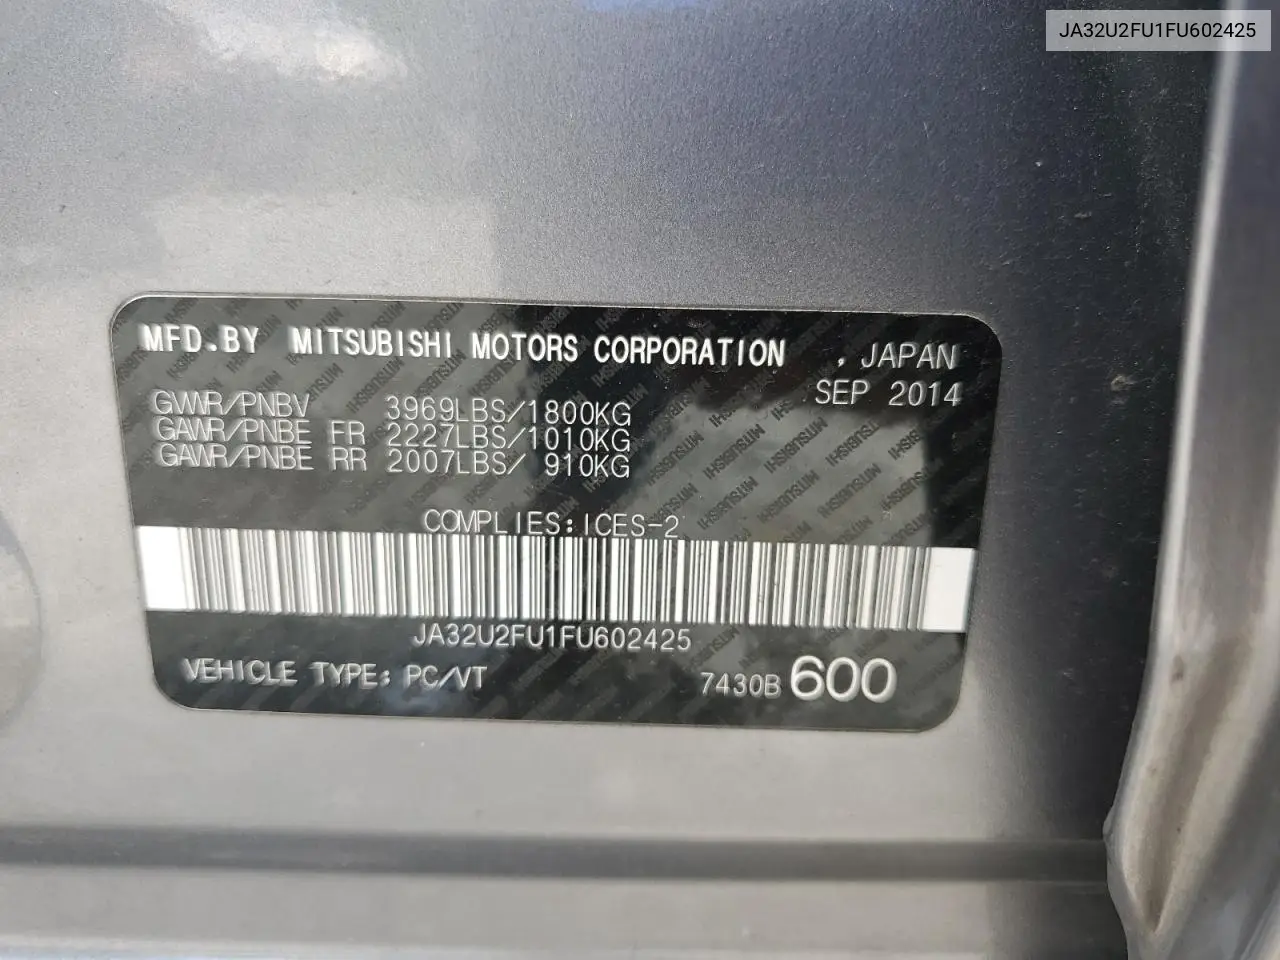 JA32U2FU1FU602425
MFD.BY MITSUBISHI MOTORS CORPORATION , JAPAN
SEP 2014
GVWR/PNBV 3969LBS/1800KG
GAWR/PNBE FR 2227LBS/1010KG
GAWR/PNBE RR 2007LBS/ 910KG
COMPLIES:ICES-2
JA32U2FU1FU602425
VEHICLE TYPE: PC/VT 7430B 600